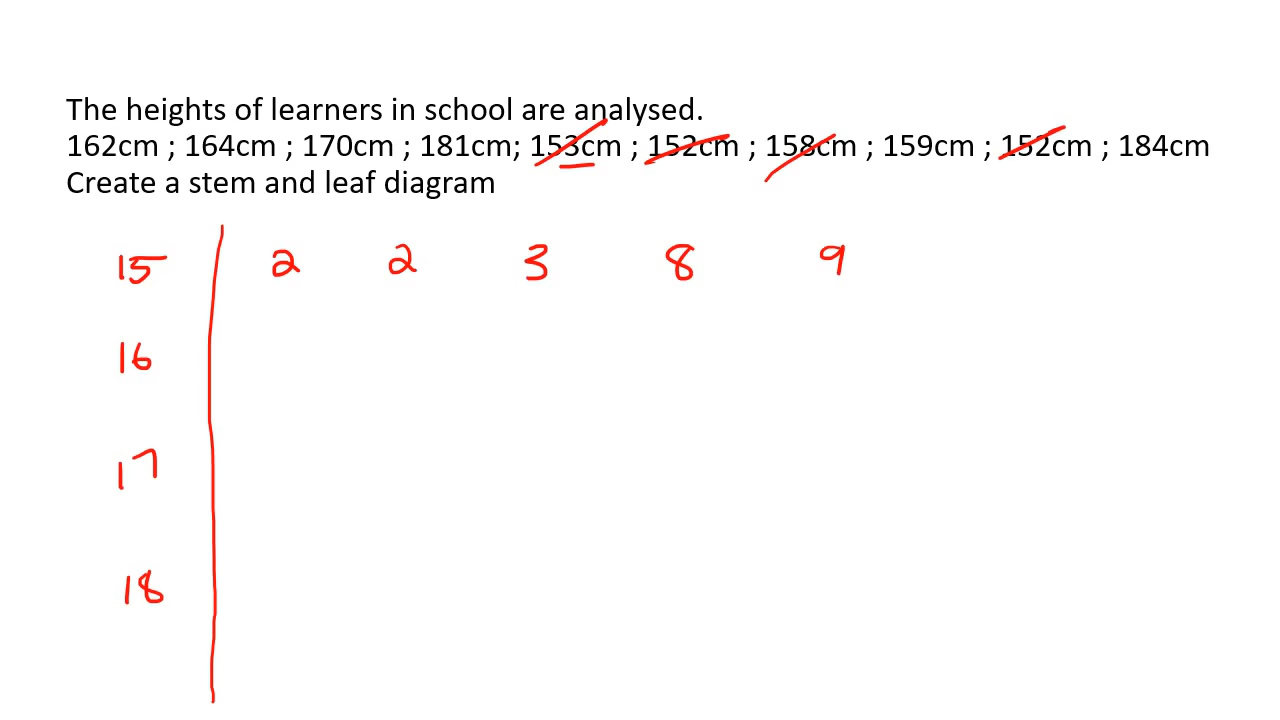 The heights of learners in school are analysed.
162cm ; 164cm ; 170cm ; 181cm; 153cm ; 152cm ; 158cm ; 159cm ; 152cm ; 184cm
Create a stem and leaf diagram
15 2 2 3 8 9
16
17
18